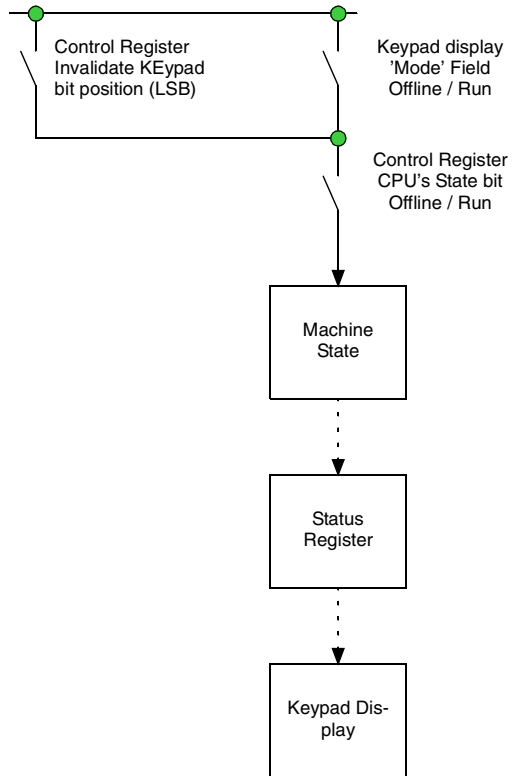 Control Register
Invalidate KEypad
bit position (LSB)
Keypad display
'Mode' Field
Offline / Run
Control Register
CPU's State bit
Offline / Run
Machine
State
Status
Register
Keypad Dis-
play